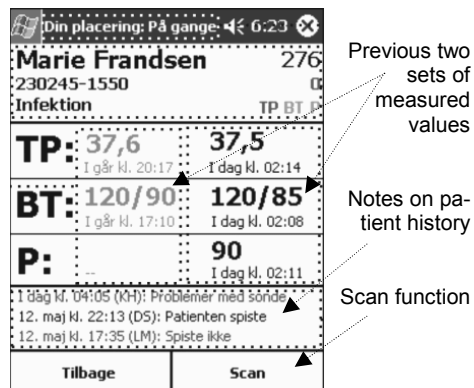 Din placering: På gange 6:23
Marie Frandsen 276
230245-1550
Infektion TP BT P
TP: 37,6 37,5
I går kl. 20:17 I dag kl. 02:14
BT: 120/90 120/85
I går kl. 17:10 I dag kl. 02:08
P: -- 90
I dag kl. 02:11
I dag kl. 04:05 (KH): Problemer med sonde
12. maj kl. 22:13 (DS): Patienten spiste
12. maj kl. 17:35 (LM): Spiste ikke
Tilbage Scan
Previous two
sets of
measured
values
Notes on pa-
tient history
Scan function